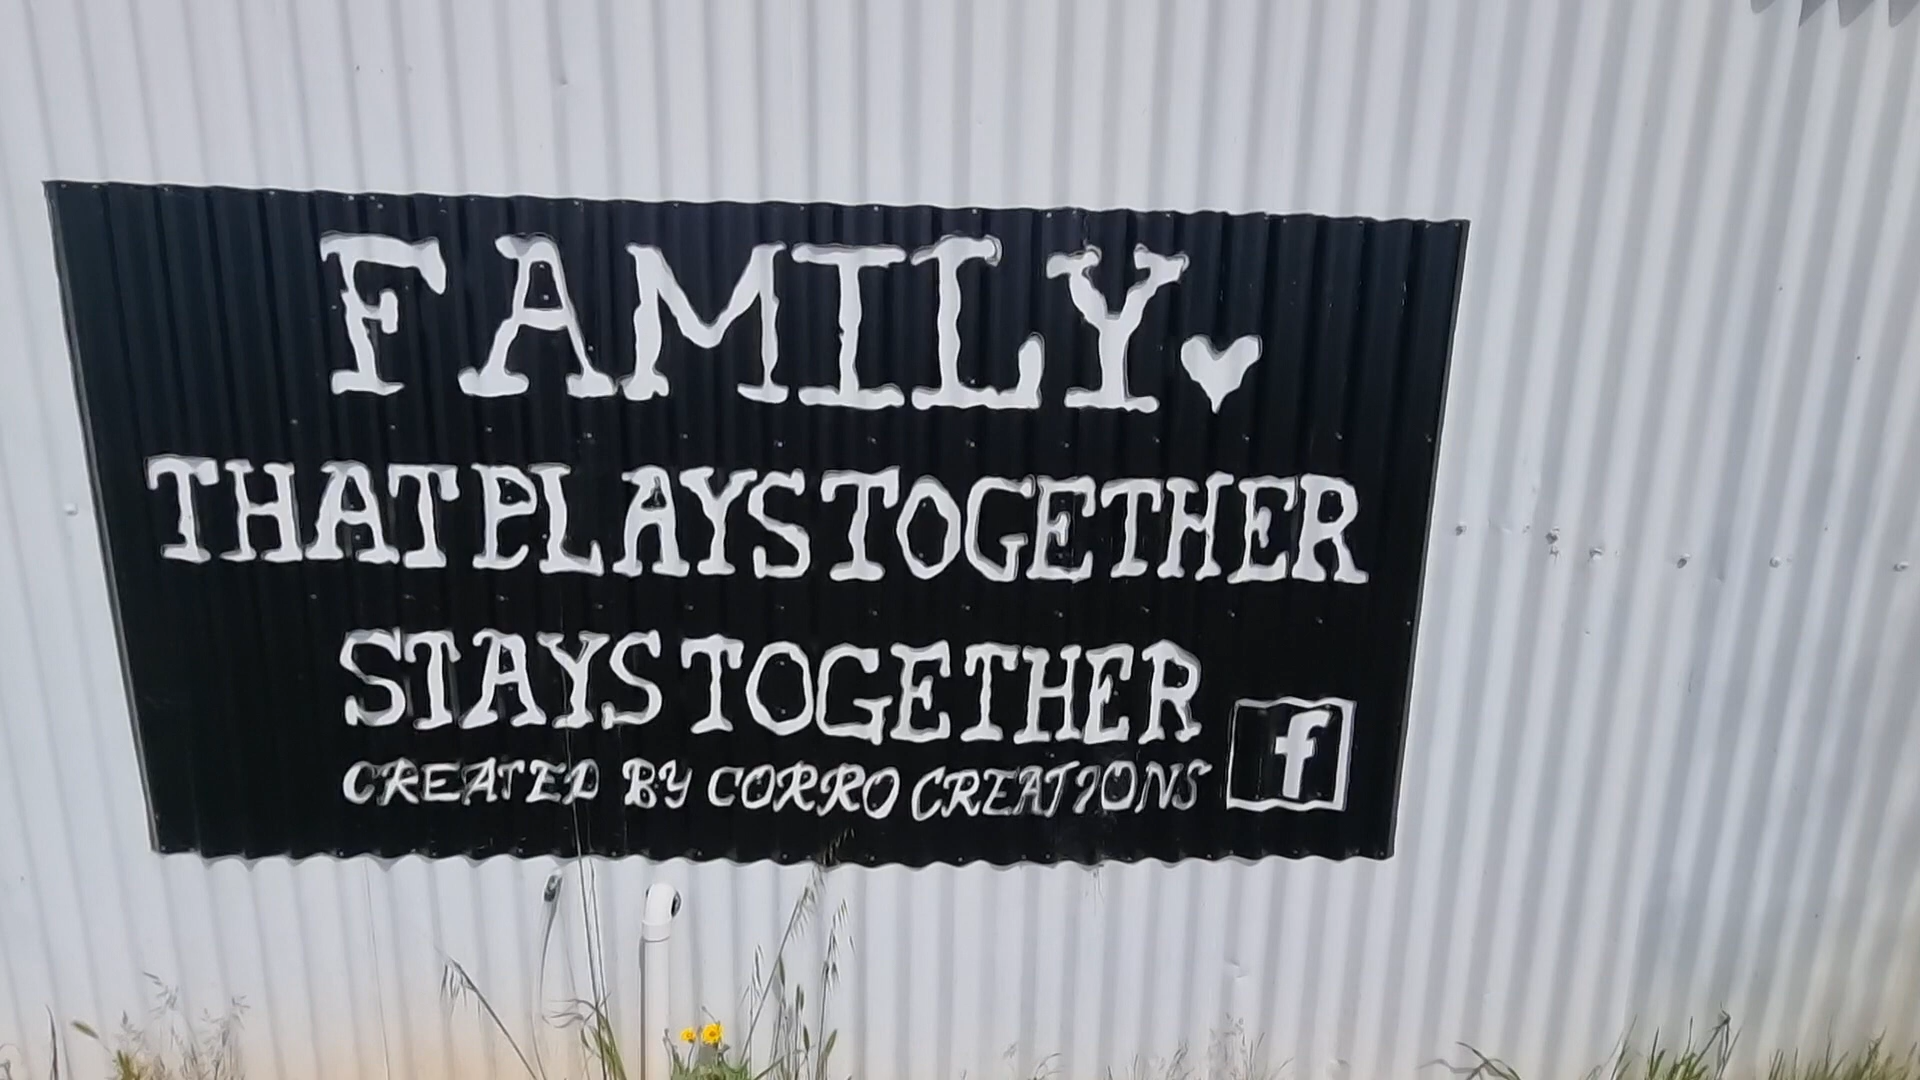 FAMILY♥
THAT PLAYS TOGETHER
STAYS TOGETHER
CREATED BY CORRO CREATIONS f